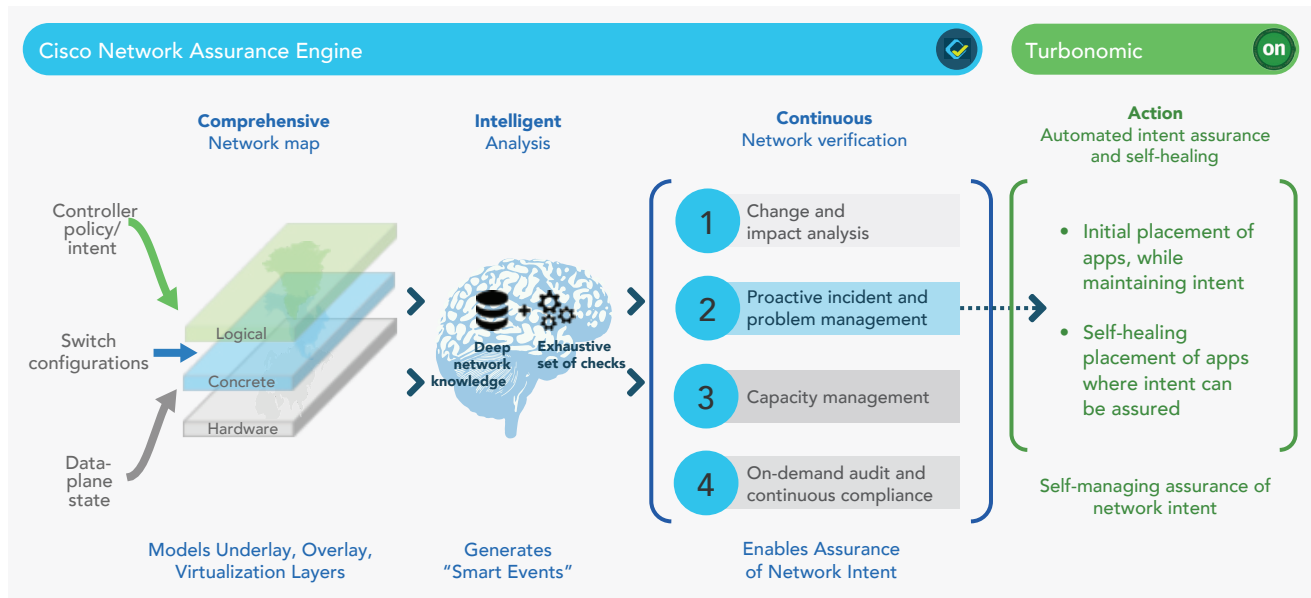 Cisco Network Assurance Engine
Turbonomic
on
Comprehensive
Network map
Intelligent
Analysis
Continuous
Network verification
Action
Automated intent assurance
and self-healing
Controller
policy/
intent
Switch
configurations
Data-
plane
state
Logical
Concrete
Hardware
+
Deep
network
knowledge
Exhaustive
set of checks
1
Change and
impact analysis
2
Proactive incident and
problem management
3
Capacity management
4
On-demand audit and
continuous compliance
• Initial placement of
apps, while
maintaining intent
• Self-healing
placement of apps
where intent can
be assured
Self-managing assurance of
network intent
Models Underlay, Overlay,
Virtualization Layers
Generates
“Smart Events”
Enables Assurance
of Network Intent